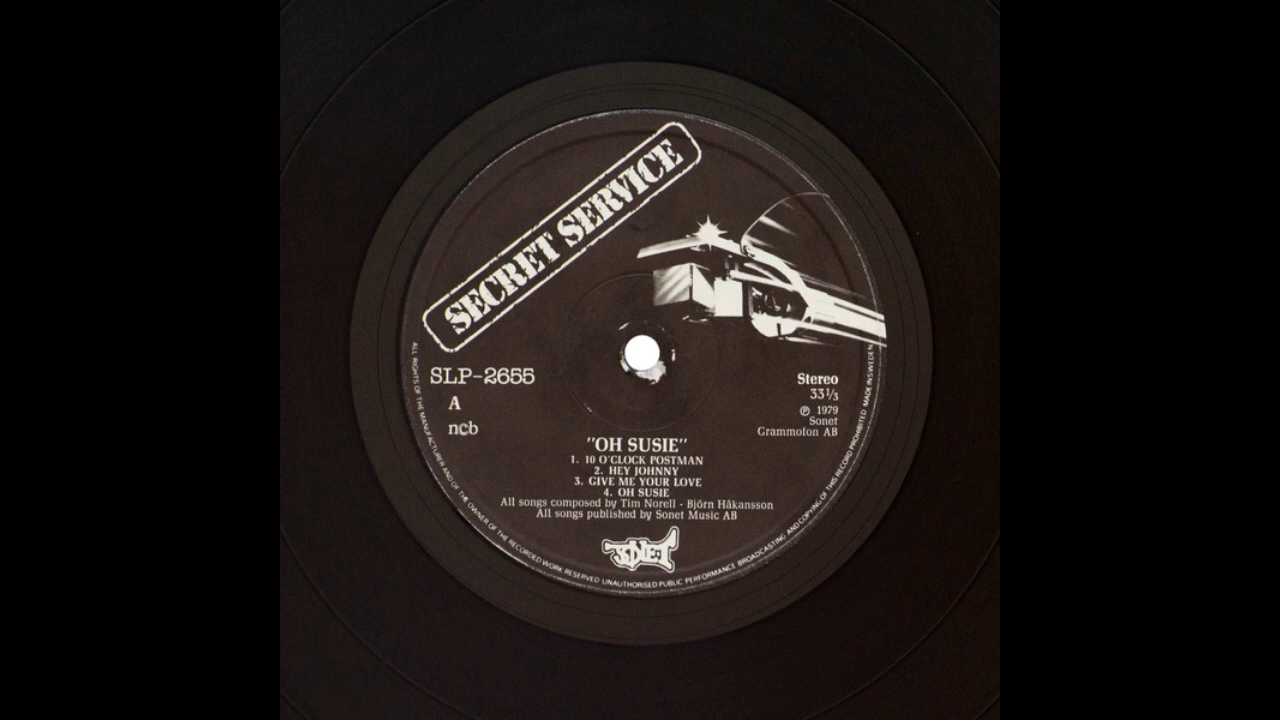 SECRET SERVICE
SLP-2655
A
ncb
Stereo
33⅓
℗ 1979
Sonet
Grammofon AB
"OH SUSIE"
1. 10 O'CLOCK POSTMAN
2. HEY JOHNNY
3. GIVE ME YOUR LOVE
4. OH SUSIE
All songs composed by Tim Norell - Björn Håkansson
All songs published by Sonet Music AB
SONET
ALL RIGHTS OF THE MANUFACTURER AND OF THE OWNER OF THE RECORDED WORK RESERVED UNAUTHORISED PUBLIC PERFORMANCE BROADCASTING AND COPYING OF THIS RECORD PROHIBITED MADE IN SWEDEN